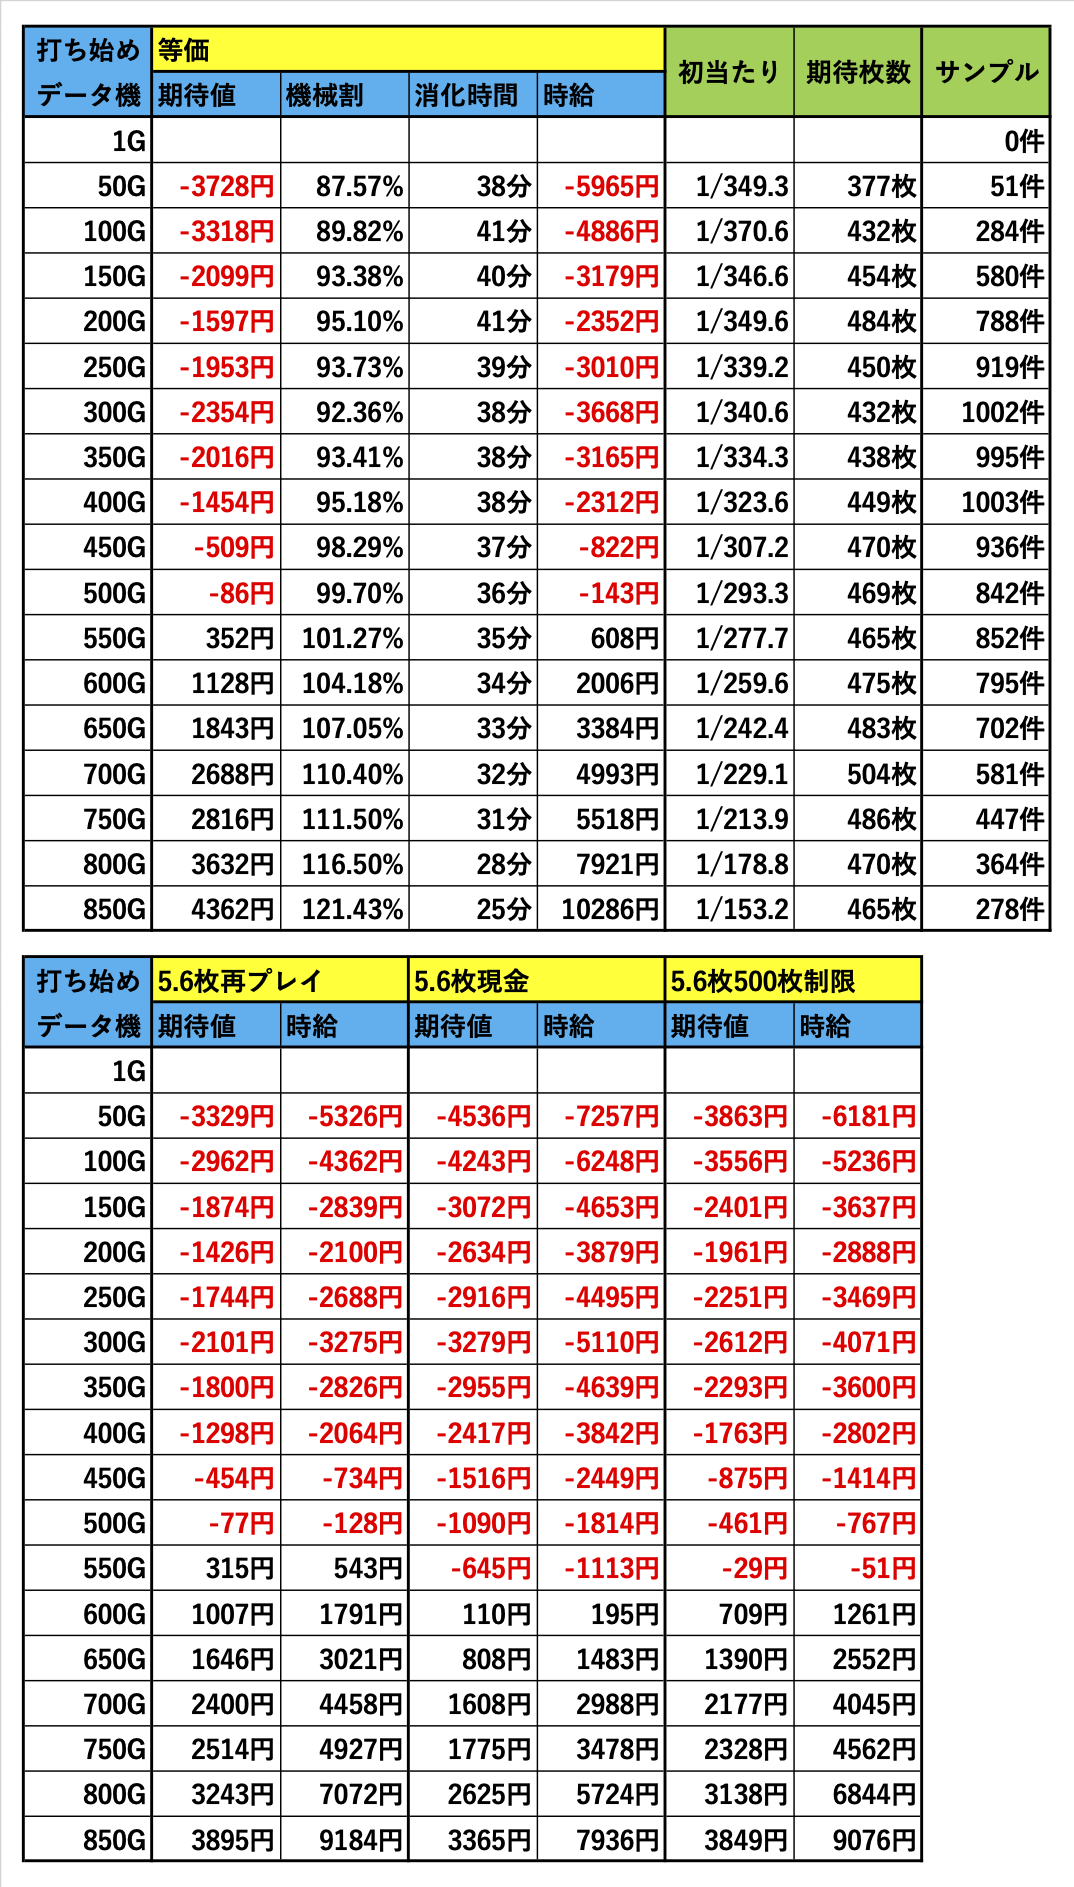 打ち始め 等価 初当たり 期待枚数 サンプル
データ機 期待値 機械割 消化時間 時給
1G 0件
50G -3728円 87.57% 38分 -5965円 1/349.3 377枚 51件
100G -3318円 89.82% 41分 -4886円 1/370.6 432枚 284件
150G -2099円 93.38% 40分 -3179円 1/346.6 454枚 580件
200G -1597円 95.10% 41分 -2352円 1/349.6 484枚 788件
250G -1953円 93.73% 39分 -3010円 1/339.2 450枚 919件
300G -2354円 92.36% 38分 -3668円 1/340.6 432枚 1002件
350G -2016円 93.41% 38分 -3165円 1/334.3 438枚 995件
400G -1454円 95.18% 38分 -2312円 1/323.6 449枚 1003件
450G -509円 98.29% 37分 -822円 1/307.2 470枚 936件
500G -86円 99.70% 36分 -143円 1/293.3 469枚 842件
550G 352円 101.27% 35分 608円 1/277.7 465枚 852件
600G 1128円 104.18% 34分 2006円 1/259.6 475枚 795件
650G 1843円 107.05% 33分 3384円 1/242.4 483枚 702件
700G 2688円 110.40% 32分 4993円 1/229.1 504枚 581件
750G 2816円 111.50% 31分 5518円 1/213.9 486枚 447件
800G 3632円 116.50% 28分 7921円 1/178.8 470枚 364件
850G 4362円 121.43% 25分 10286円 1/153.2 465枚 278件
打ち始め 5.6枚再プレイ 5.6枚現金 5.6枚500枚制限
データ機 期待値 時給 期待値 時給 期待値 時給
1G
50G -3329円 -5326円 -4536円 -7257円 -3863円 -6181円
100G -2962円 -4362円 -4243円 -6248円 -3556円 -5236円
150G -1874円 -2839円 -3072円 -4653円 -2401円 -3637円
200G -1426円 -2100円 -2634円 -3879円 -1961円 -2888円
250G -1744円 -2688円 -2916円 -4495円 -2251円 -3469円
300G -2101円 -3275円 -3279円 -5110円 -2612円 -4071円
350G -1800円 -2826円 -2955円 -4639円 -2293円 -3600円
400G -1298円 -2064円 -2417円 -3842円 -1763円 -2802円
450G -454円 -734円 -1516円 -2449円 -875円 -1414円
500G -77円 -128円 -1090円 -1814円 -461円 -767円
550G 315円 543円 -645円 -1113円 -29円 -51円
600G 1007円 1791円 110円 195円 709円 1261円
650G 1646円 3021円 808円 1483円 1390円 2552円
700G 2400円 4458円 1608円 2988円 2177円 4045円
750G 2514円 4927円 1775円 3478円 2328円 4562円
800G 3243円 7072円 2625円 5724円 3138円 6844円
850G 3895円 9184円 3365円 7936円 3849円 9076円